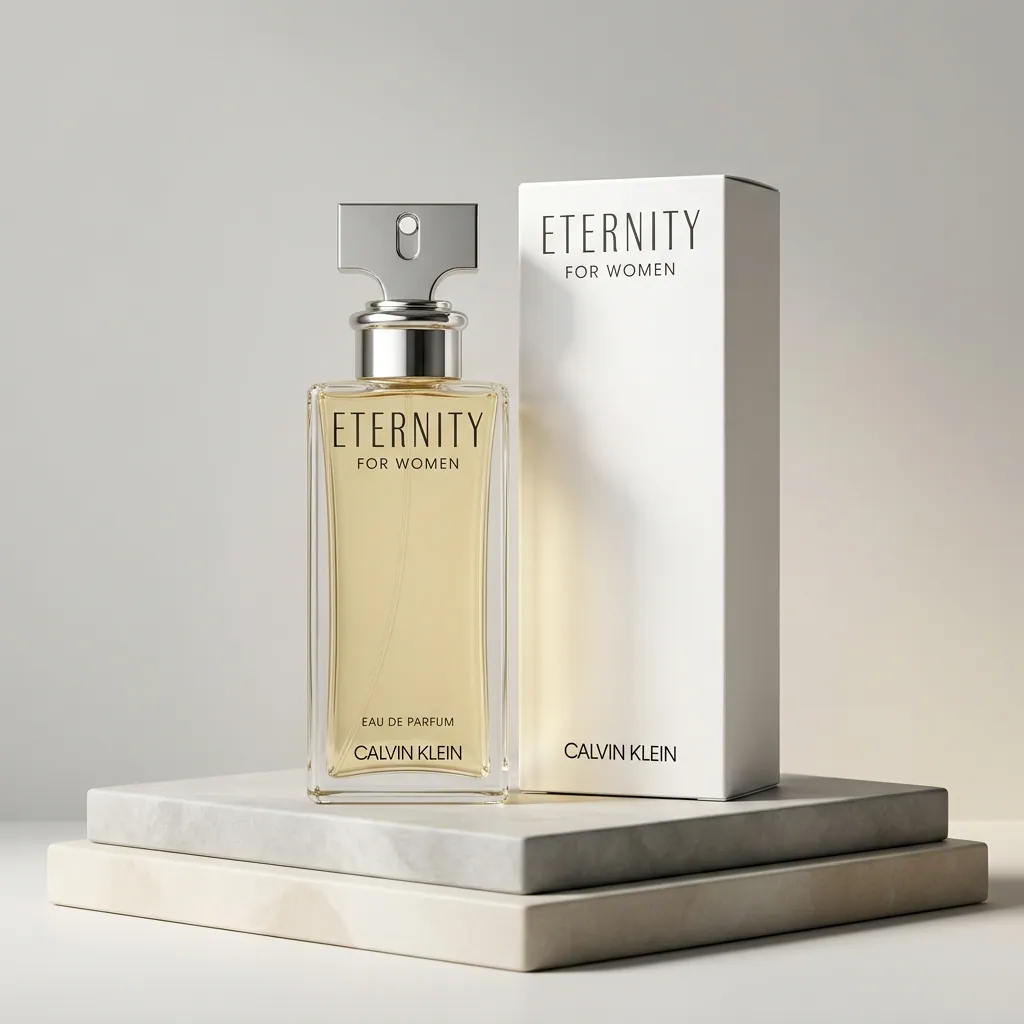 ETERNITY
FOR WOMEN
EAU DE PARFUM
CALVIN KLEIN
ETERNITY
FOR WOMEN
CALVIN KLEIN